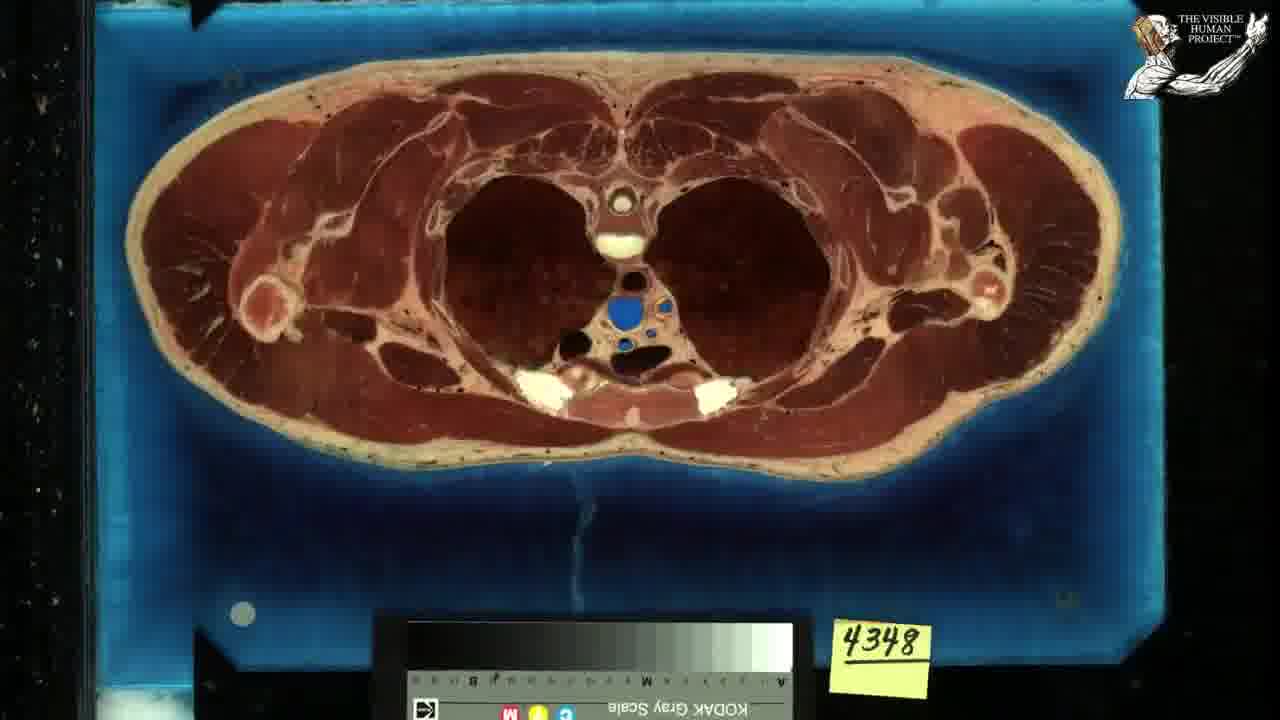 THE VISIBLE
HUMAN
PROJECT™
4348
A M B
KODAK Gray Scale
M Y C